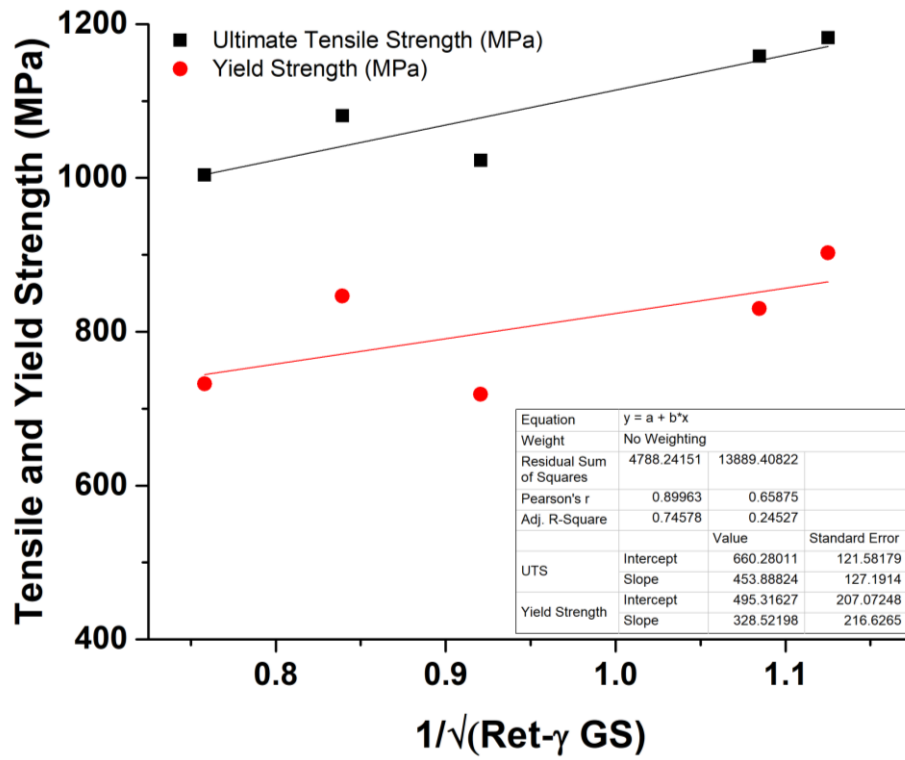 1200
1000
800
600
400
Tensile and Yield Strength (MPa)
Ultimate Tensile Strength (MPa)
Yield Strength (MPa)
Equation y = a + b*x
Weight No Weighting
Residual Sum of Squares 4788.24151 13889.40822
Pearson's r 0.89963 0.65875
Adj. R-Square 0.74578 0.24527
Value Standard Error
UTS Intercept 660.28011 121.58179
Slope 453.88824 127.1914
Yield Strength Intercept 495.31627 207.07248
Slope 328.52198 216.6265
0.8 0.9 1.0 1.1
1/√(Ret-γ GS)